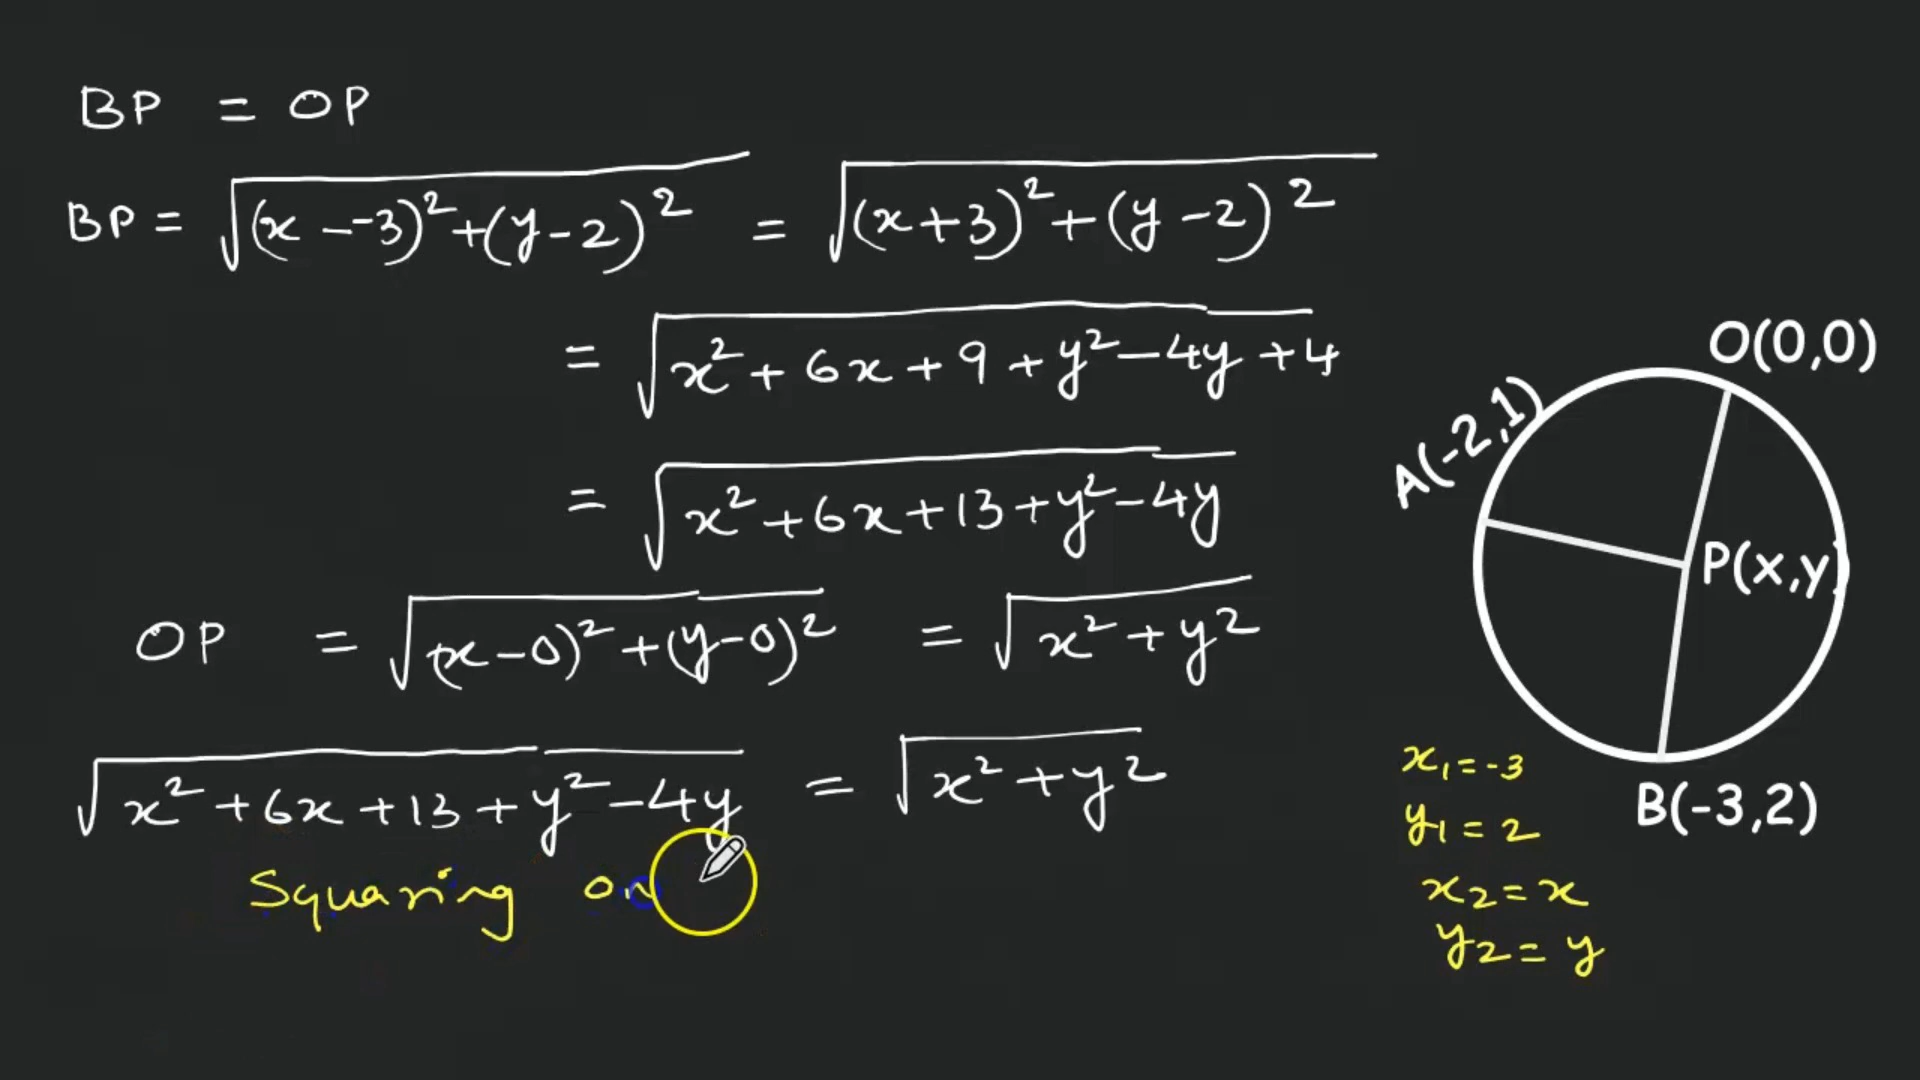 BP = OP
BP = √(x--3)²+(y-2)² = √(x+3)²+(y-2)²
= √x²+6x+9+y²-4y+4
= √x²+6x+13+y²-4y
OP = √(x-0)²+(y-0)² = √x²+y²
√x²+6x+13+y²-4y = √x²+y²
Squaring on
O(0,0)
A(-2,1)
P(x,y)
B(-3,2)
x₁=-3
y₁=2
x₂=x
y₂=y